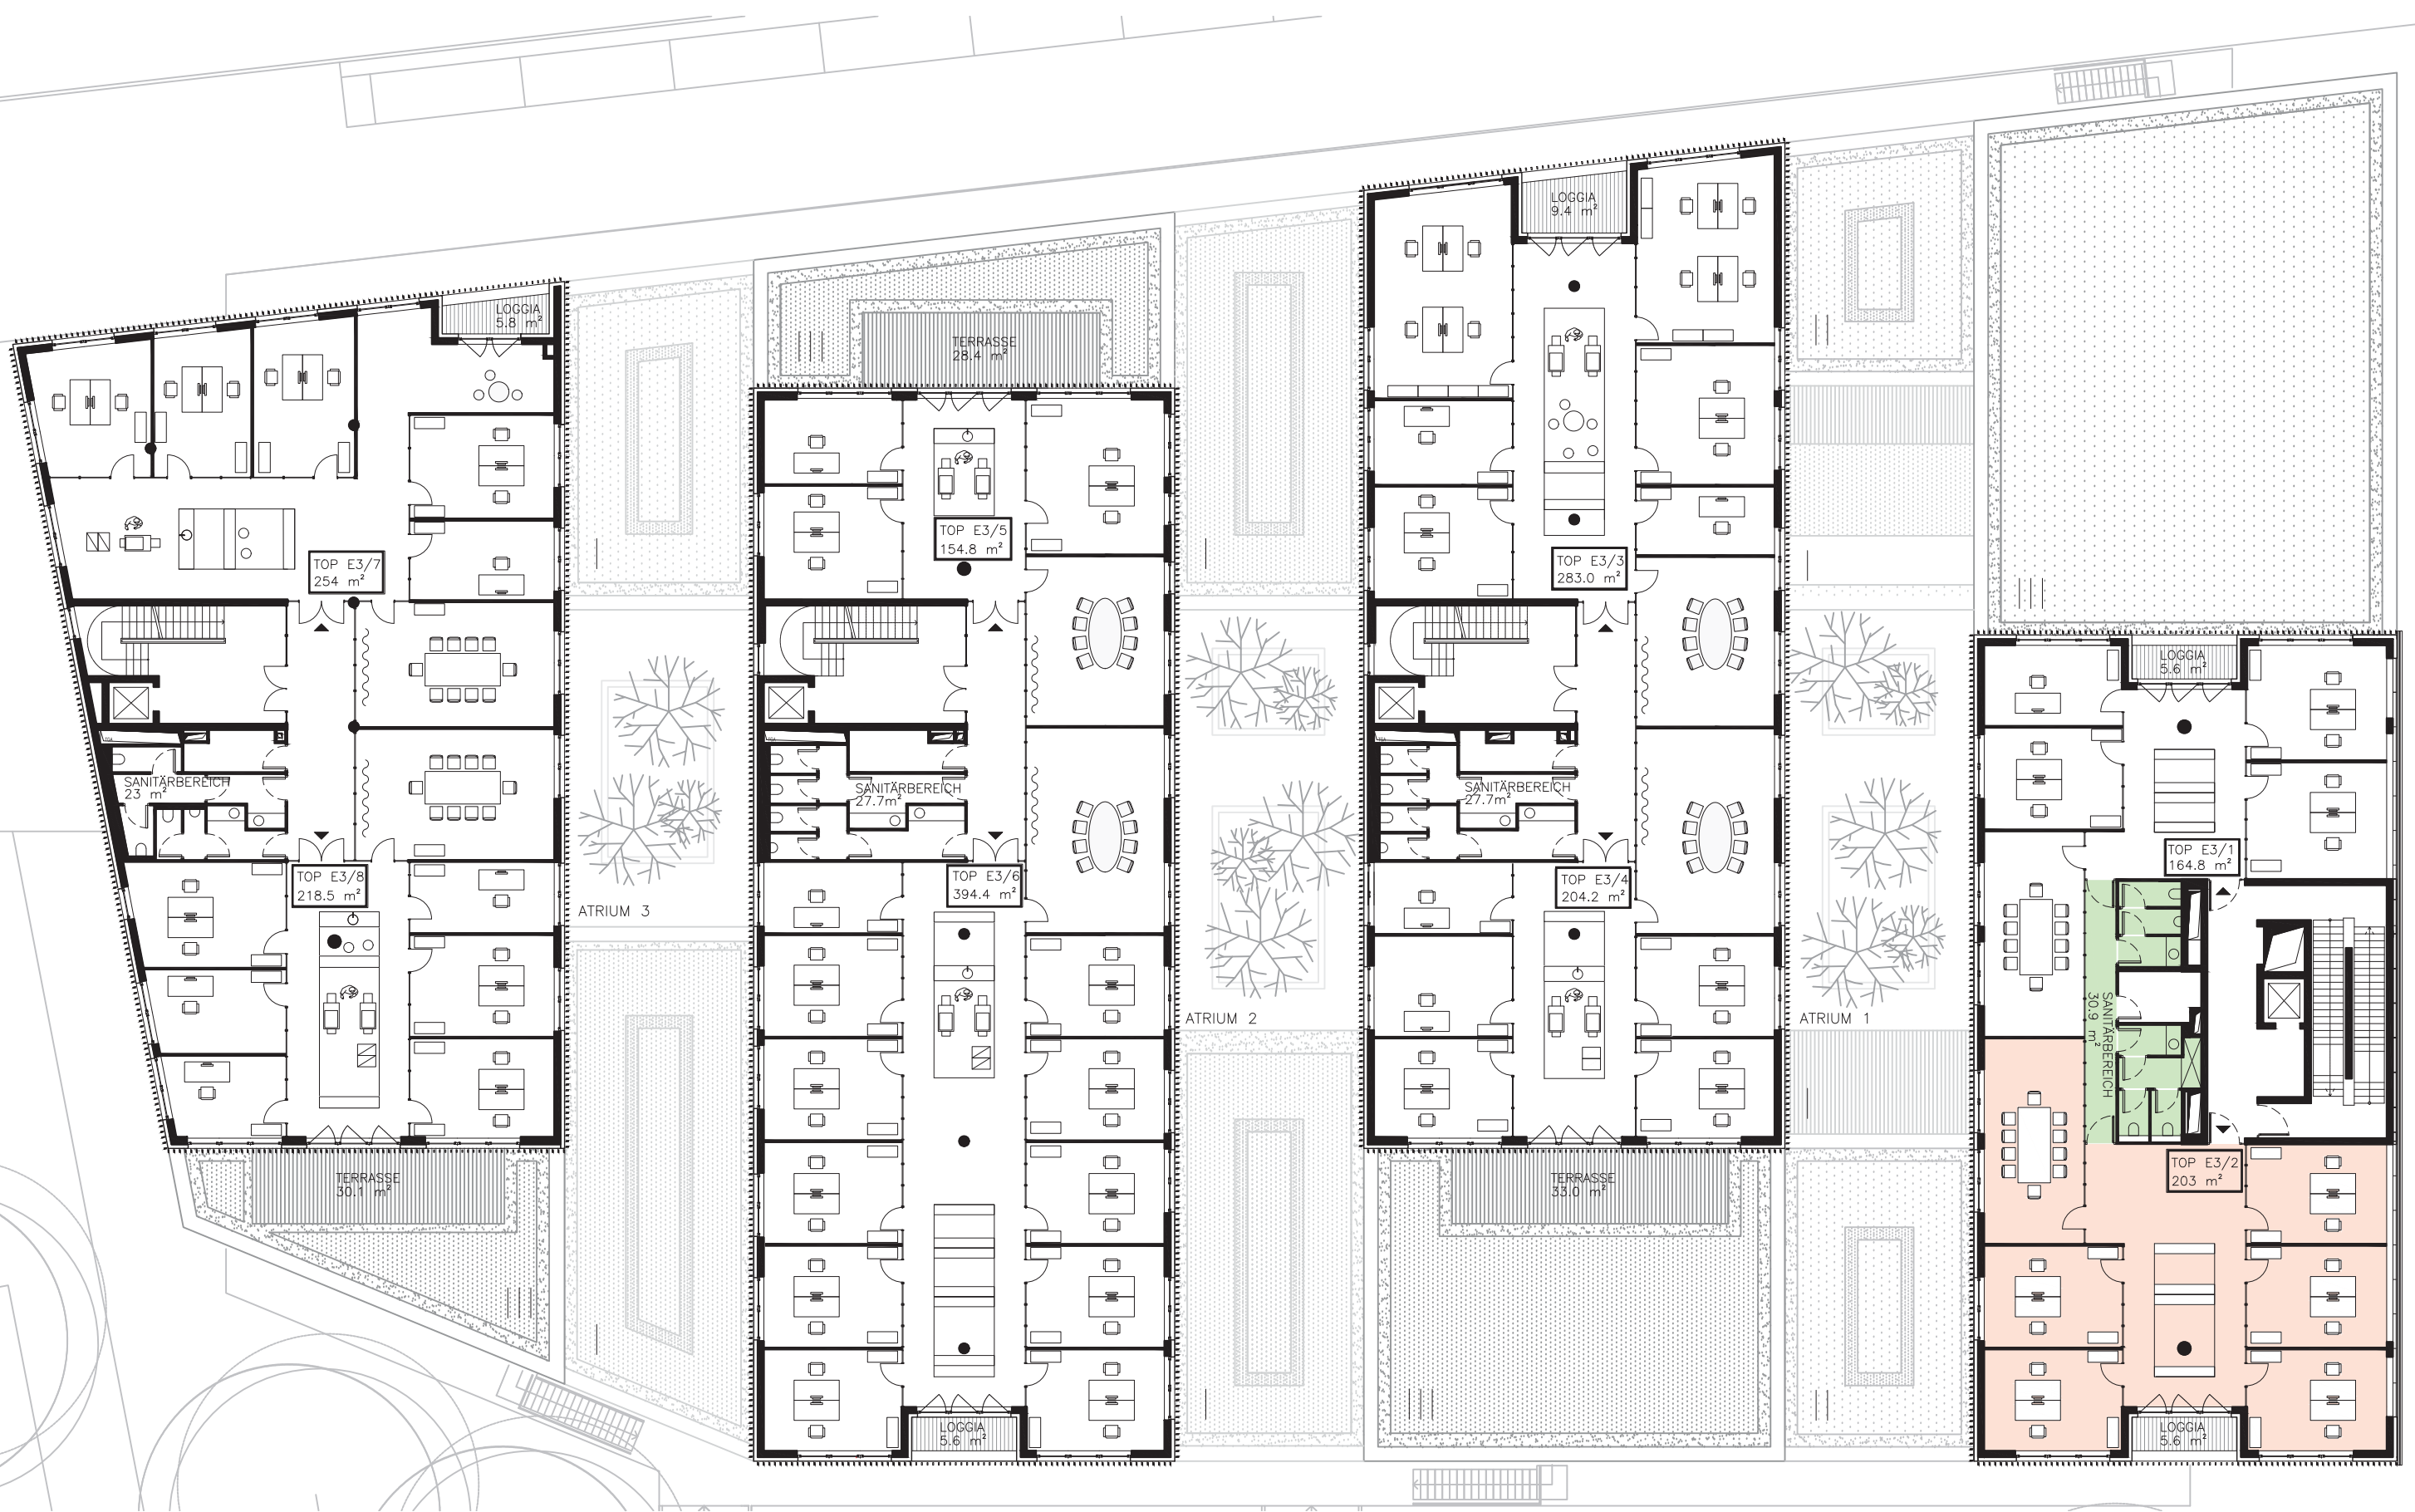 LOGGIA
5.8 m²
TOP E3/7
254 m²
SANITÄRBEREICH
23 m²
TOP E3/8
218.5 m²
TERRASSE
30.1 m²
ATRIUM 3
TERRASSE
28.4 m²
TOP E3/5
154.8 m²
SANITÄRBEREICH
27.7m²
TOP E3/6
394.4 m²
LOGGIA
5.6 m²
ATRIUM 2
LOGGIA
9.4 m²
TOP E3/3
283.0 m²
SANITÄRBEREICH
27.7m²
TOP E3/4
204.2 m²
TERRASSE
33.0 m²
ATRIUM 1
LOGGIA
5.6 m²
TOP E3/1
164.8 m²
SANITÄRBEREICH
30.9 m²
TOP E3/2
203 m²
LOGGIA
5.6 m²